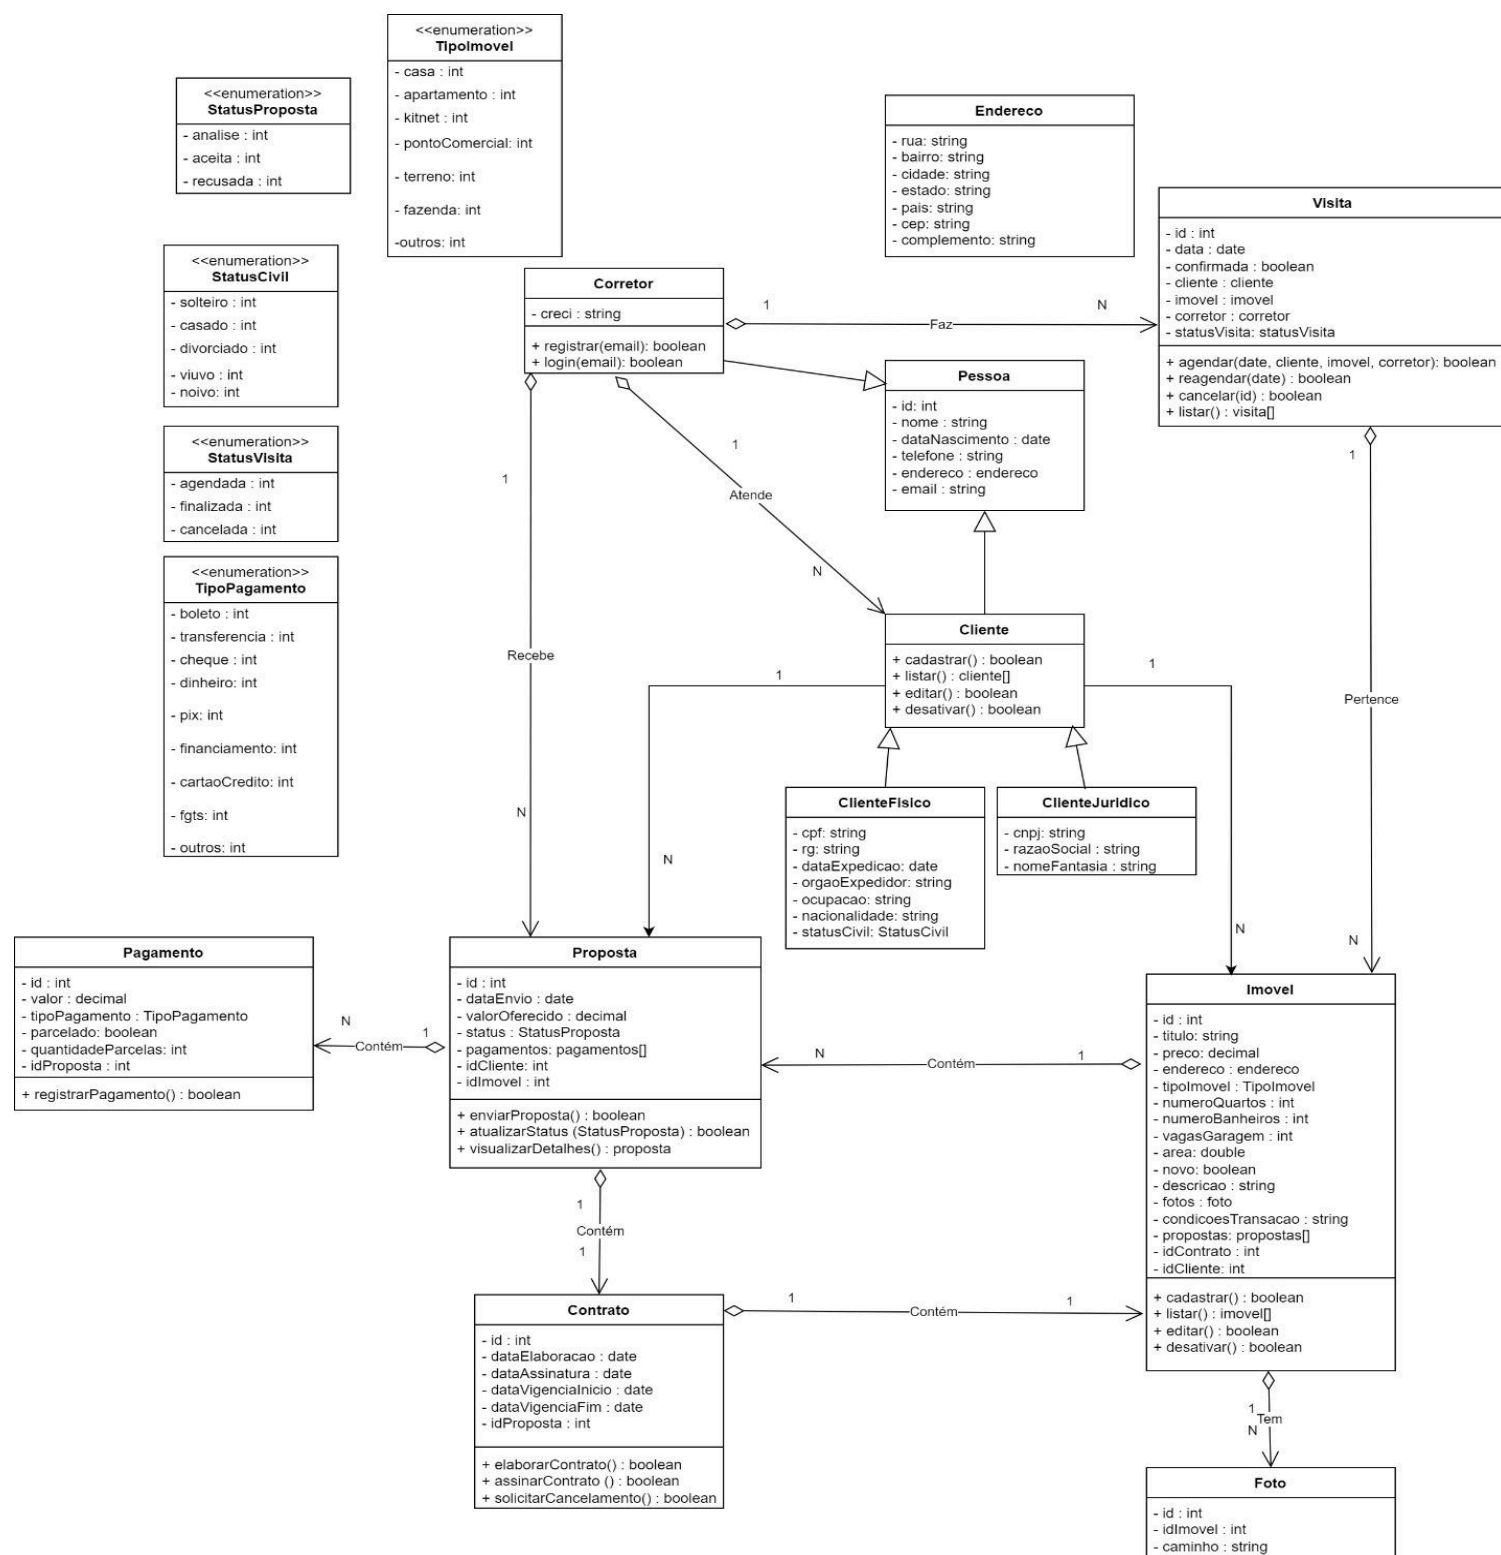 <<enumeration>>
TipoImovel
- casa : int
- apartamento : int
- kitnet : int
- pontoComercial: int
- terreno: int
- fazenda: int
-outros: int
<<enumeration>>
StatusProposta
- analise : int
- aceita : int
- recusada : int
<<enumeration>>
StatusCivil
- solteiro : int
- casado : int
- divorciado : int
- viuvo : int
- noivo: int
<<enumeration>>
StatusVisita
- agendada : int
- finalizada : int
- cancelada : int
<<enumeration>>
TipoPagamento
- boleto : int
- transferencia : int
- cheque : int
- dinheiro: int
- pix: int
- financiamento: int
- cartaoCredito: int
- fgts: int
- outros: int
Endereco
- rua: string
- bairro: string
- cidade: string
- estado: string
- pais: string
- cep: string
- complemento: string
Visita
- id : int
- data : date
- confirmada : boolean
- cliente : cliente
- imovel : imovel
- corretor : corretor
- statusVisita: statusVisita
+ agendar(date, cliente, imovel, corretor): boolean
+ reagendar(date) : boolean
+ cancelar(id) : boolean
+ listar() : visita[]
Corretor
- creci : string
+ registrar(email): boolean
+ login(email): boolean
1
Faz
N
Pessoa
- id: int
- nome : string
- dataNascimento : date
- telefone : string
- endereco : endereco
- email : string
1
Atende
N
1
Recebe
N
1
Pertence
N
Cliente
+ cadastrar() : boolean
+ listar() : cliente[]
+ editar() : boolean
+ desativar() : boolean
1
N
1
N
ClienteFisico
- cpf: string
- rg: string
- dataExpedicao: date
- orgaoExpedidor: string
- ocupacao: string
- nacionalidade: string
- statusCivil: StatusCivil
ClienteJuridico
- cnpj: string
- razaoSocial : string
- nomeFantasia : string
Pagamento
- id : int
- valor : decimal
- tipoPagamento : TipoPagamento
- parcelado: boolean
- quantidadeParcelas: int
- idProposta : int
+ registrarPagamento() : boolean
N
Contém
1
Proposta
- id : int
- dataEnvio : date
- valorOferecido : decimal
- status : StatusProposta
- pagamentos: pagamentos[]
- idCliente: int
- idImovel : int
+ enviarProposta() : boolean
+ atualizarStatus (StatusProposta) : boolean
+ visualizarDetalhes() : proposta
N
Contém
1
Imovel
- id : int
- titulo: string
- preco: decimal
- endereco : endereco
- tipoImovel : TipoImovel
- numeroQuartos : int
- numeroBanheiros : int
- vagasGaragem : int
- area: double
- novo: boolean
- descricao : string
- fotos : foto
- condicoesTransacao : string
- propostas: propostas[]
- idContrato : int
- idCliente: int
+ cadastrar() : boolean
+ listar() : imovel[]
+ editar() : boolean
+ desativar() : boolean
1
Contém
1
Contrato
- id : int
- dataElaboracao : date
- dataAssinatura : date
- dataVigenciaInicio : date
- dataVigenciaFim : date
- idProposta : int
+ elaborarContrato() : boolean
+ assinarContrato () : boolean
+ solicitarCancelamento() : boolean
1
Contém
1
1
Tem
N
Foto
- id : int
- idImovel : int
- caminho : string